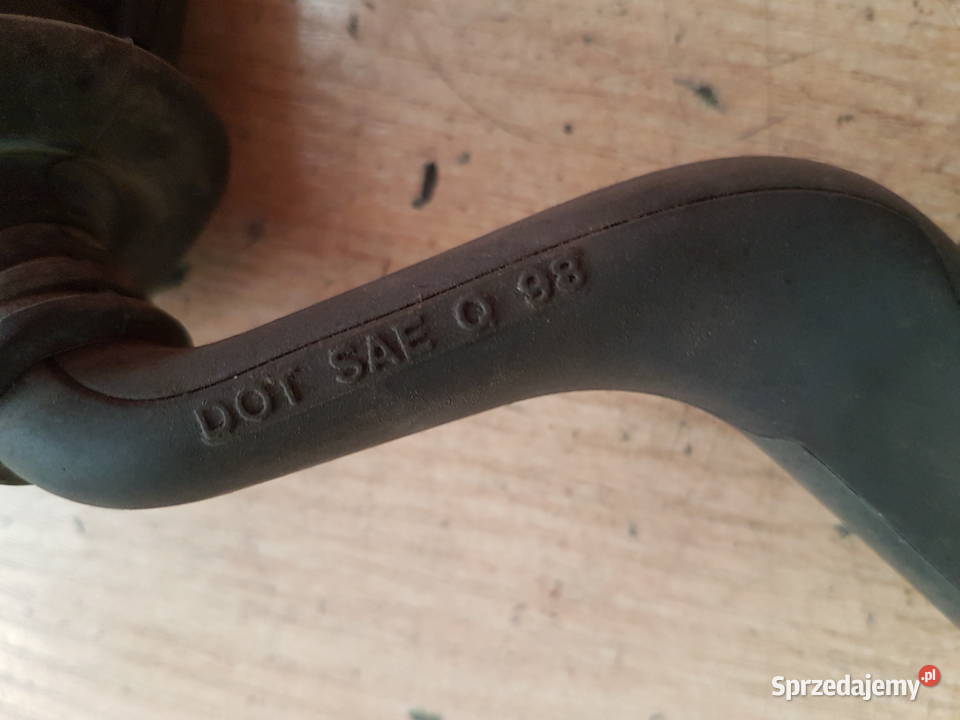 DOT SAE Q 98
Sprzedajemy.pl